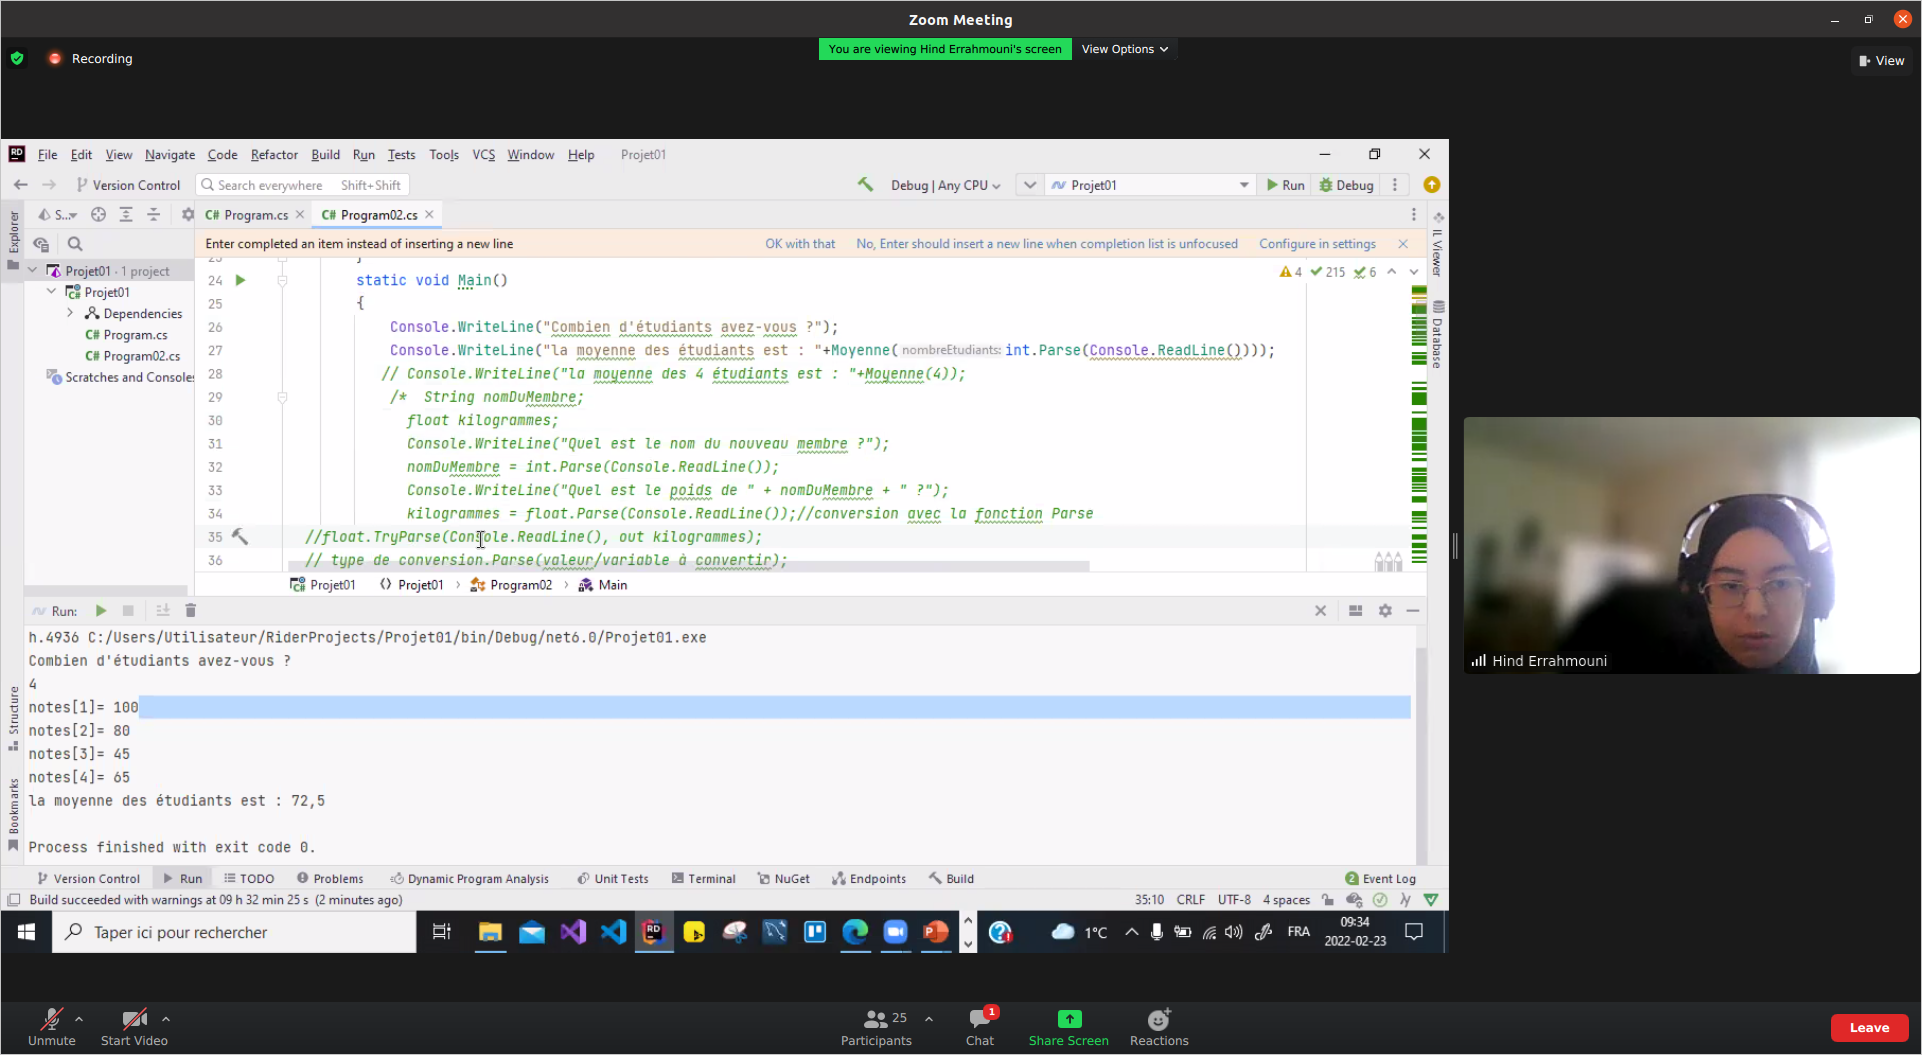 Zoom Meeting
Recording
You are viewing Hind Errahmouni's screen
View Options
View
RD File Edit View Navigate Code Refactor Build Run Tests Tools VCS Window Help Projet01
Version Control Search everywhere Shift+Shift Debug | Any CPU Projet01 Run Debug
Explorer
S...
C# Program.cs C# Program02.cs
Enter completed an item instead of inserting a new line OK with that No, Enter should insert a new line when completion list is unfocused Configure in settings
Projet01 · 1 project
Projet01
Dependencies
C# Program.cs
C# Program02.cs
Scratches and Consoles
4 215 6
IL Viewer
Database
23 }
24 static void Main()
25 {
26 Console.WriteLine("Combien d'étudiants avez-vous ?");
27 Console.WriteLine("la moyenne des étudiants est : "+Moyenne( nombreEtudiants: int.Parse(Console.ReadLine())));
28 // Console.WriteLine("la moyenne des 4 étudiants est : "+Moyenne(4));
29 /* String nomDuMembre;
30 float kilogrammes;
31 Console.WriteLine("Quel est le nom du nouveau membre ?");
32 nomDuMembre = int.Parse(Console.ReadLine());
33 Console.WriteLine("Quel est le poids de " + nomDuMembre + " ?");
34 kilogrammes = float.Parse(Console.ReadLine());//conversion avec la fonction Parse
35 //float.TryParse(Console.ReadLine(), out kilogrammes);
36 // type de conversion.Parse(valeur/variable à convertir);
Projet01 Projet01 › Program02 › Main
Run:
h.4936 C:/Users/Utilisateur/RiderProjects/Projet01/bin/Debug/net6.0/Projet01.exe
Combien d'étudiants avez-vous ?
4
notes[1]= 100
notes[2]= 80
notes[3]= 45
notes[4]= 65
la moyenne des étudiants est : 72,5
Process finished with exit code 0.
Structure
Bookmarks
Version Control Run TODO Problems Dynamic Program Analysis Unit Tests Terminal NuGet Endpoints Build 2 Event Log
Build succeeded with warnings at 09 h 32 min 25 s (2 minutes ago) 35:10 CRLF UTF-8 4 spaces
Taper ici pour rechercher
RD
1°C FRA
09:34
2022-02-23
Hind Errahmouni
Unmute Start Video Participants 25 Chat 1 Share Screen Reactions Leave